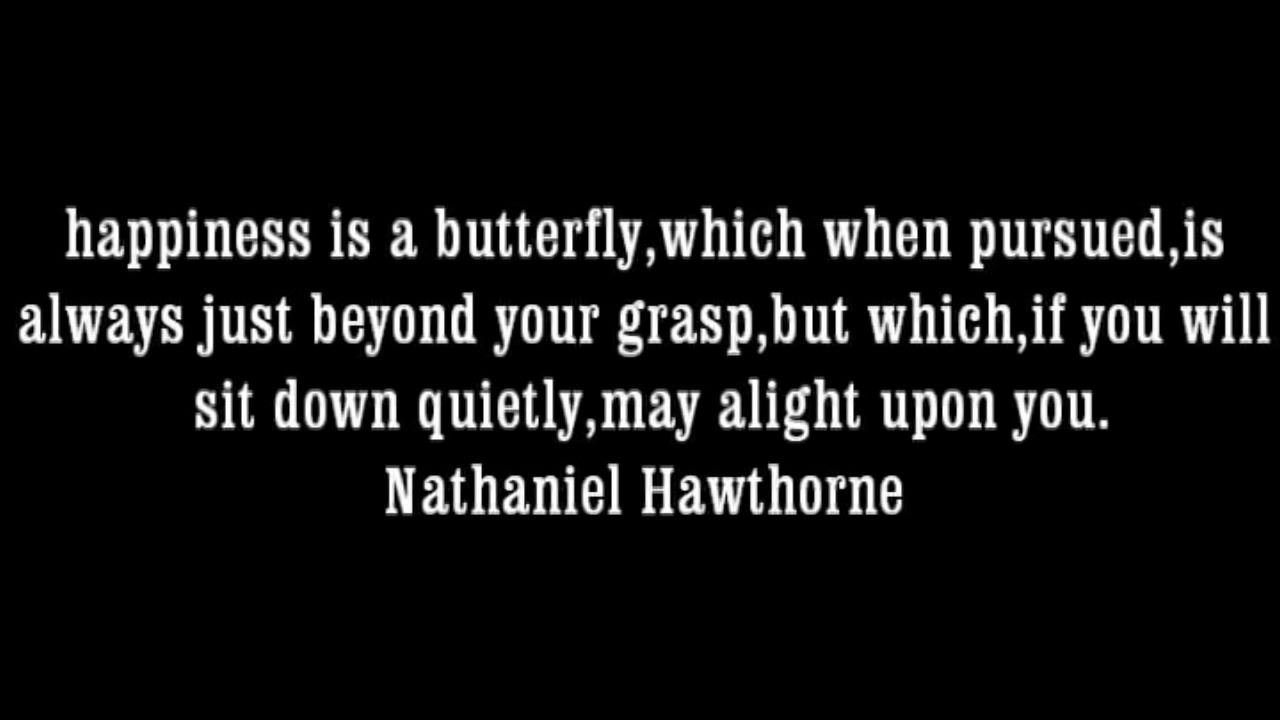 happiness is a butterfly,which when pursued,is
always just beyond your grasp,but which,if you will
sit down quietly,may alight upon you.
Nathaniel Hawthorne